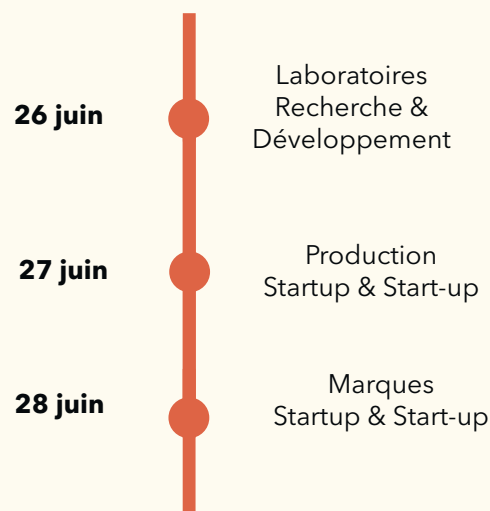 26 juin
Laboratoires
Recherche &
Développement
27 juin
Production
Startup & Start-up
28 juin
Marques
Startup & Start-up